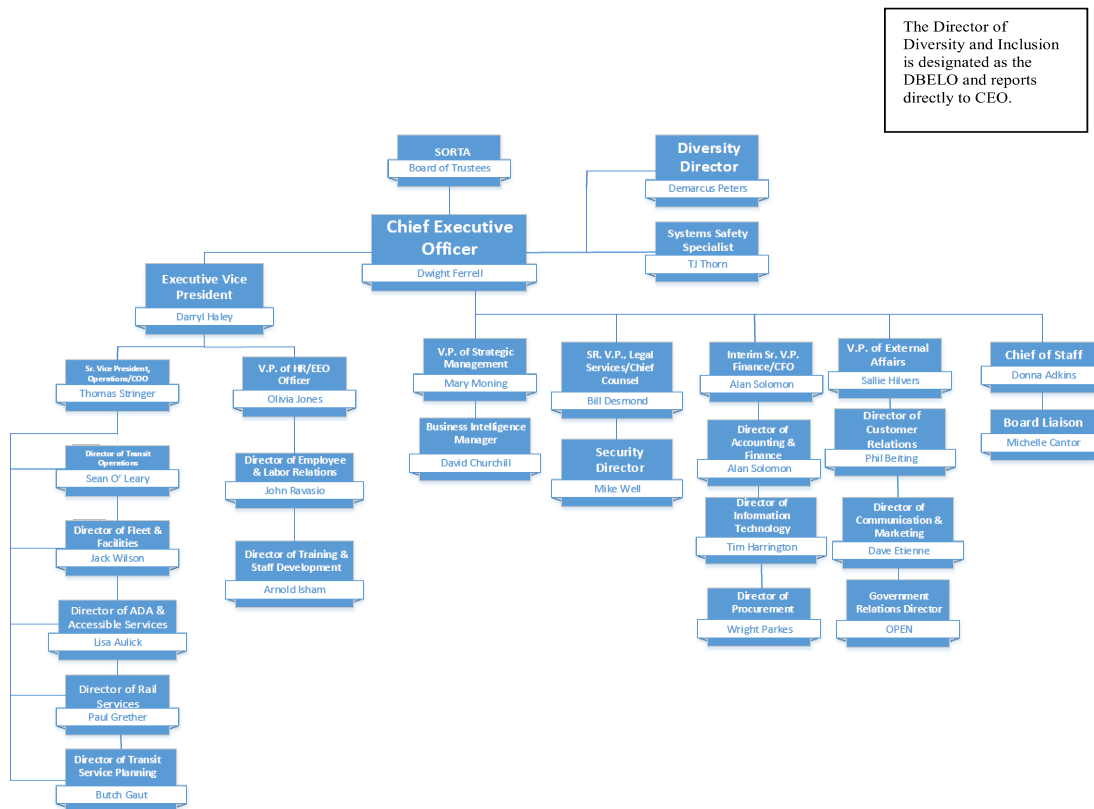 The Director of
Diversity and Inclusion
is designated as the
DBELO and reports
directly to CEO.
SORTA
Board of Trustees
Diversity
Director
Demarcus Peters
Chief Executive
Officer
Dwight Ferrell
Systems Safety
Specialist
TJ Thorn
Executive Vice
President
Darryl Haley
Sr. Vice President,
Operations/COO
Thomas Stringer
V.P. of HR/EEO
Officer
Olivia Jones
V.P. of Strategic
Management
Mary Moning
SR. V.P., Legal
Services/Chief
Counsel
Bill Desmond
Interim Sr. V.P.
Finance/CFO
Alan Solomon
V.P. of External
Affairs
Sallie Hilvers
Chief of Staff
Donna Adkins
Director of Transit
Operations
Sean O' Leary
Director of Employee
& Labor Relations
John Ravasio
Business Intelligence
Manager
David Churchill
Security
Director
Mike Well
Director of
Accounting &
Finance
Alan Solomon
Director of
Customer
Relations
Phil Beiting
Board Liaison
Michelle Cantor
Director of Fleet &
Facilities
Jack Wilson
Director of Training &
Staff Development
Arnold Isham
Director of
Information
Technology
Tim Harrington
Director of
Communication &
Marketing
Dave Etienne
Director of ADA &
Accessible Services
Lisa Aulick
Director of
Procurement
Wright Parkes
Government
Relations Director
OPEN
Director of Rail
Services
Paul Grether
Director of Transit
Service Planning
Butch Gaut